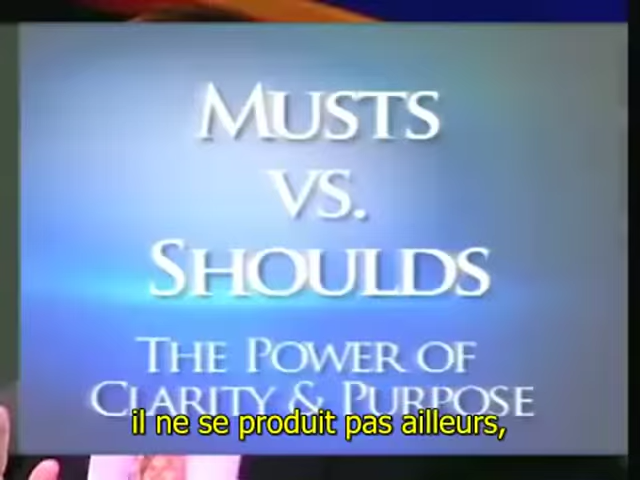 MUSTS
VS.
SHOULDS
THE POWER OF
CLARITY & PURPOSE
il ne se produit pas ailleurs,